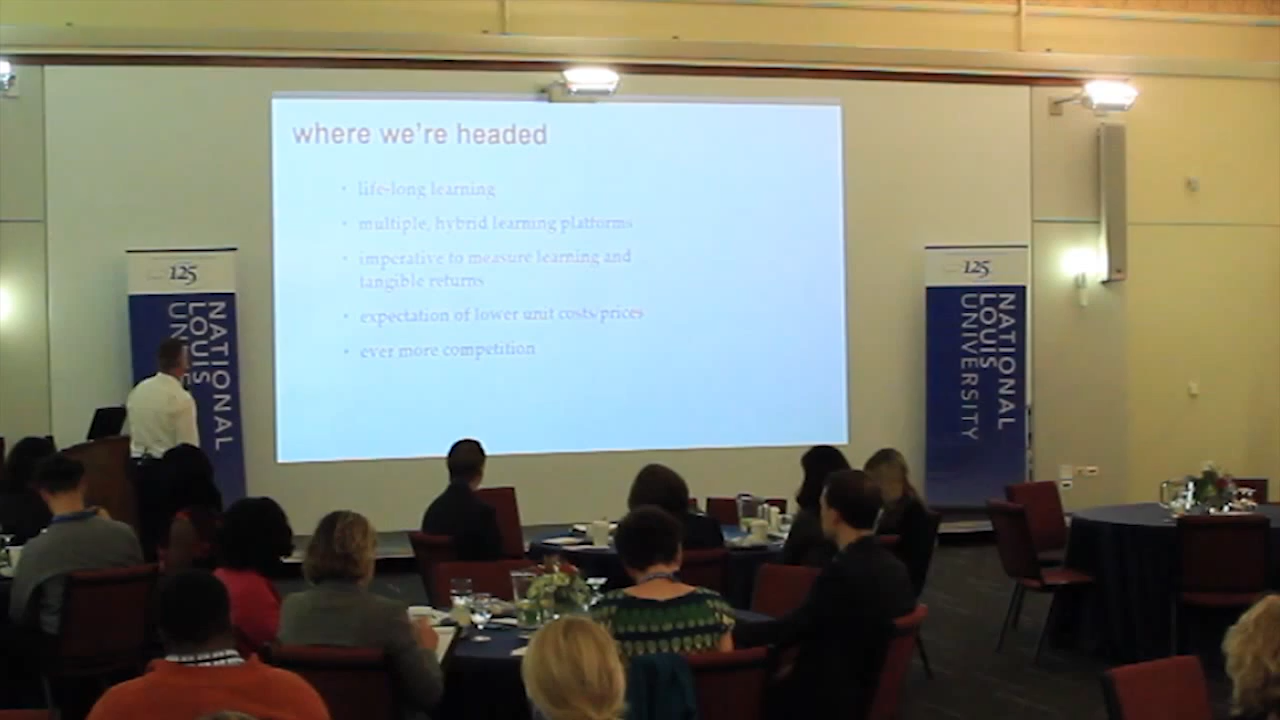 where we're headed
• life-long learning
• multiple, hybrid learning platforms
• imperative to measure learning and
tangible returns
• expectation of lower unit costs/prices
• ever more competition
125
NATIONAL
LOUIS
125
NATIONAL
LOUIS
UNIVERSITY